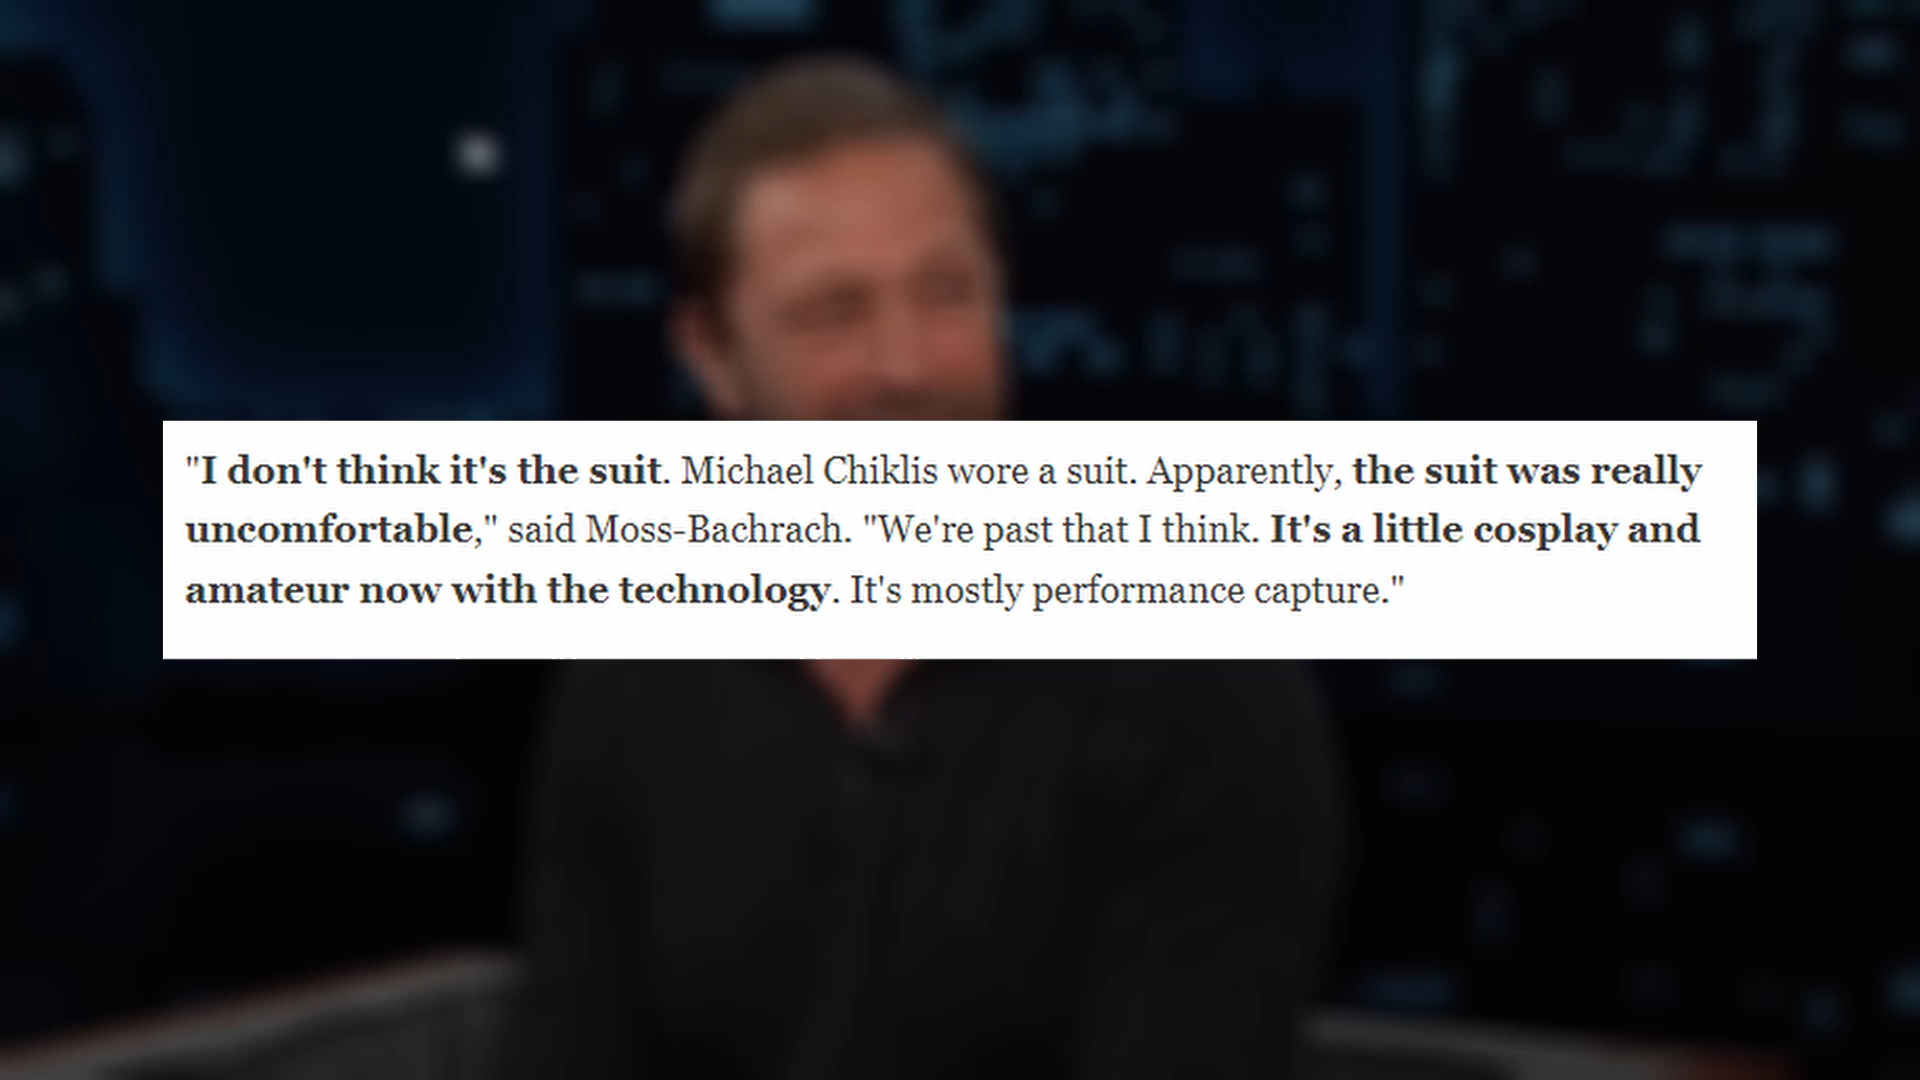 "I don't think it's the suit. Michael Chiklis wore a suit. Apparently, the suit was really
uncomfortable," said Moss-Bachrach. "We're past that I think. It's a little cosplay and
amateur now with the technology. It's mostly performance capture."